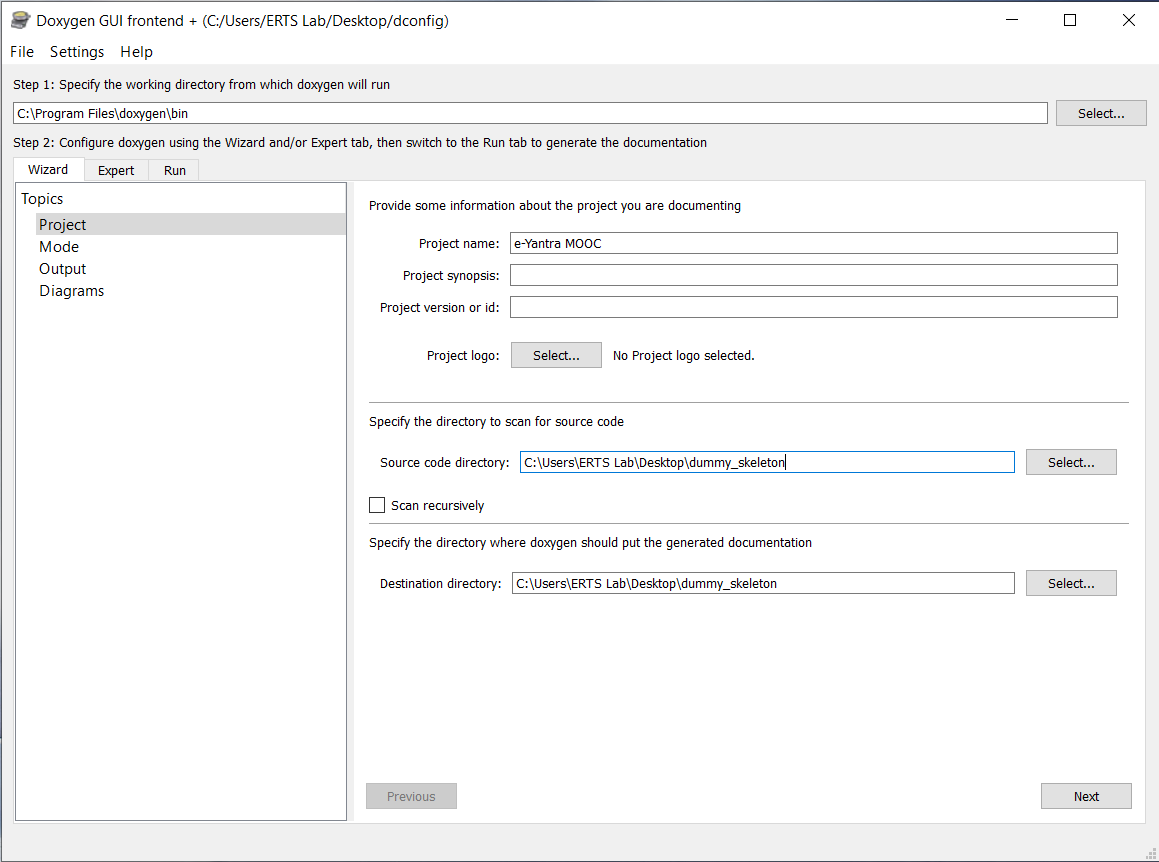 Doxygen GUI frontend + (C:/Users/ERTS Lab/Desktop/dconfig)
File Settings Help
Step 1: Specify the working directory from which doxygen will run
C:\Program Files\doxygen\bin
Select...
Step 2: Configure doxygen using the Wizard and/or Expert tab, then switch to the Run tab to generate the documentation
Wizard Expert Run
Topics
Project
Mode
Output
Diagrams
Provide some information about the project you are documenting
Project name: e-Yantra MOOC
Project synopsis:
Project version or id:
Project logo: Select... No Project logo selected.
Specify the directory to scan for source code
Source code directory: C:\Users\ERTS Lab\Desktop\dummy_skeleton Select...
Scan recursively
Specify the directory where doxygen should put the generated documentation
Destination directory: C:\Users\ERTS Lab\Desktop\dummy_skeleton Select...
Previous Next